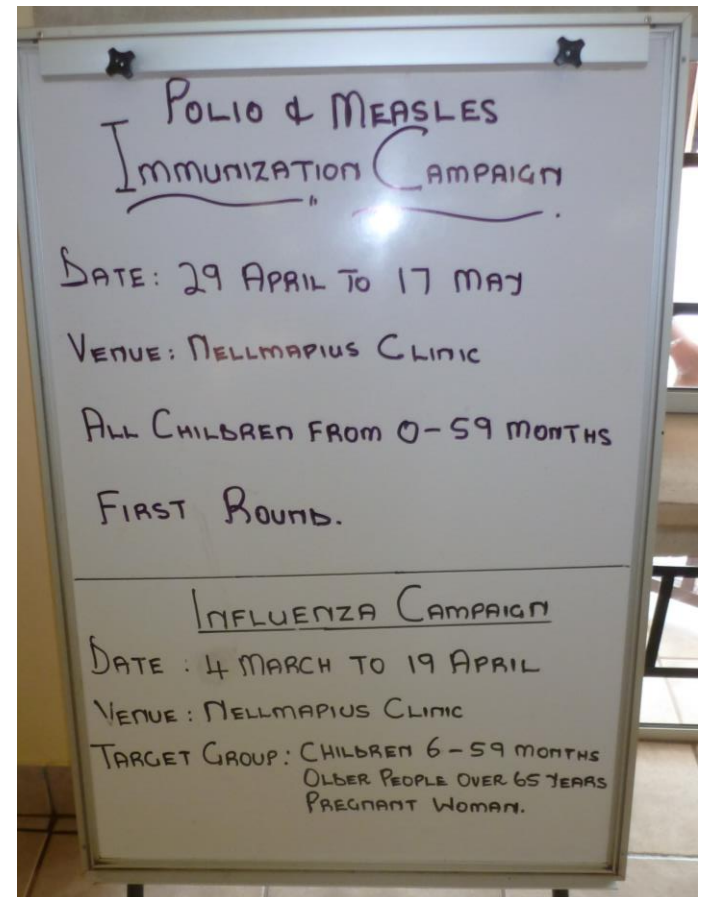 POLIO & MEASLES
IMMUNIZATION CAMPAIGN
DATE: 29 APRIL TO 17 MAY
VENUE: NELLMAPIUS CLINIC
ALL CHILDREN FROM 0-59 MONTHS
FIRST ROUND.
INFLUENZA CAMPAIGN
DATE: 4 MARCH TO 19 APRIL
VENUE: NELLMAPIUS CLINIC
TARGET GROUP: CHILDREN 6-59 MONTHS
OLDER PEOPLE OVER 65 YEARS
PREGNANT WOMAN.